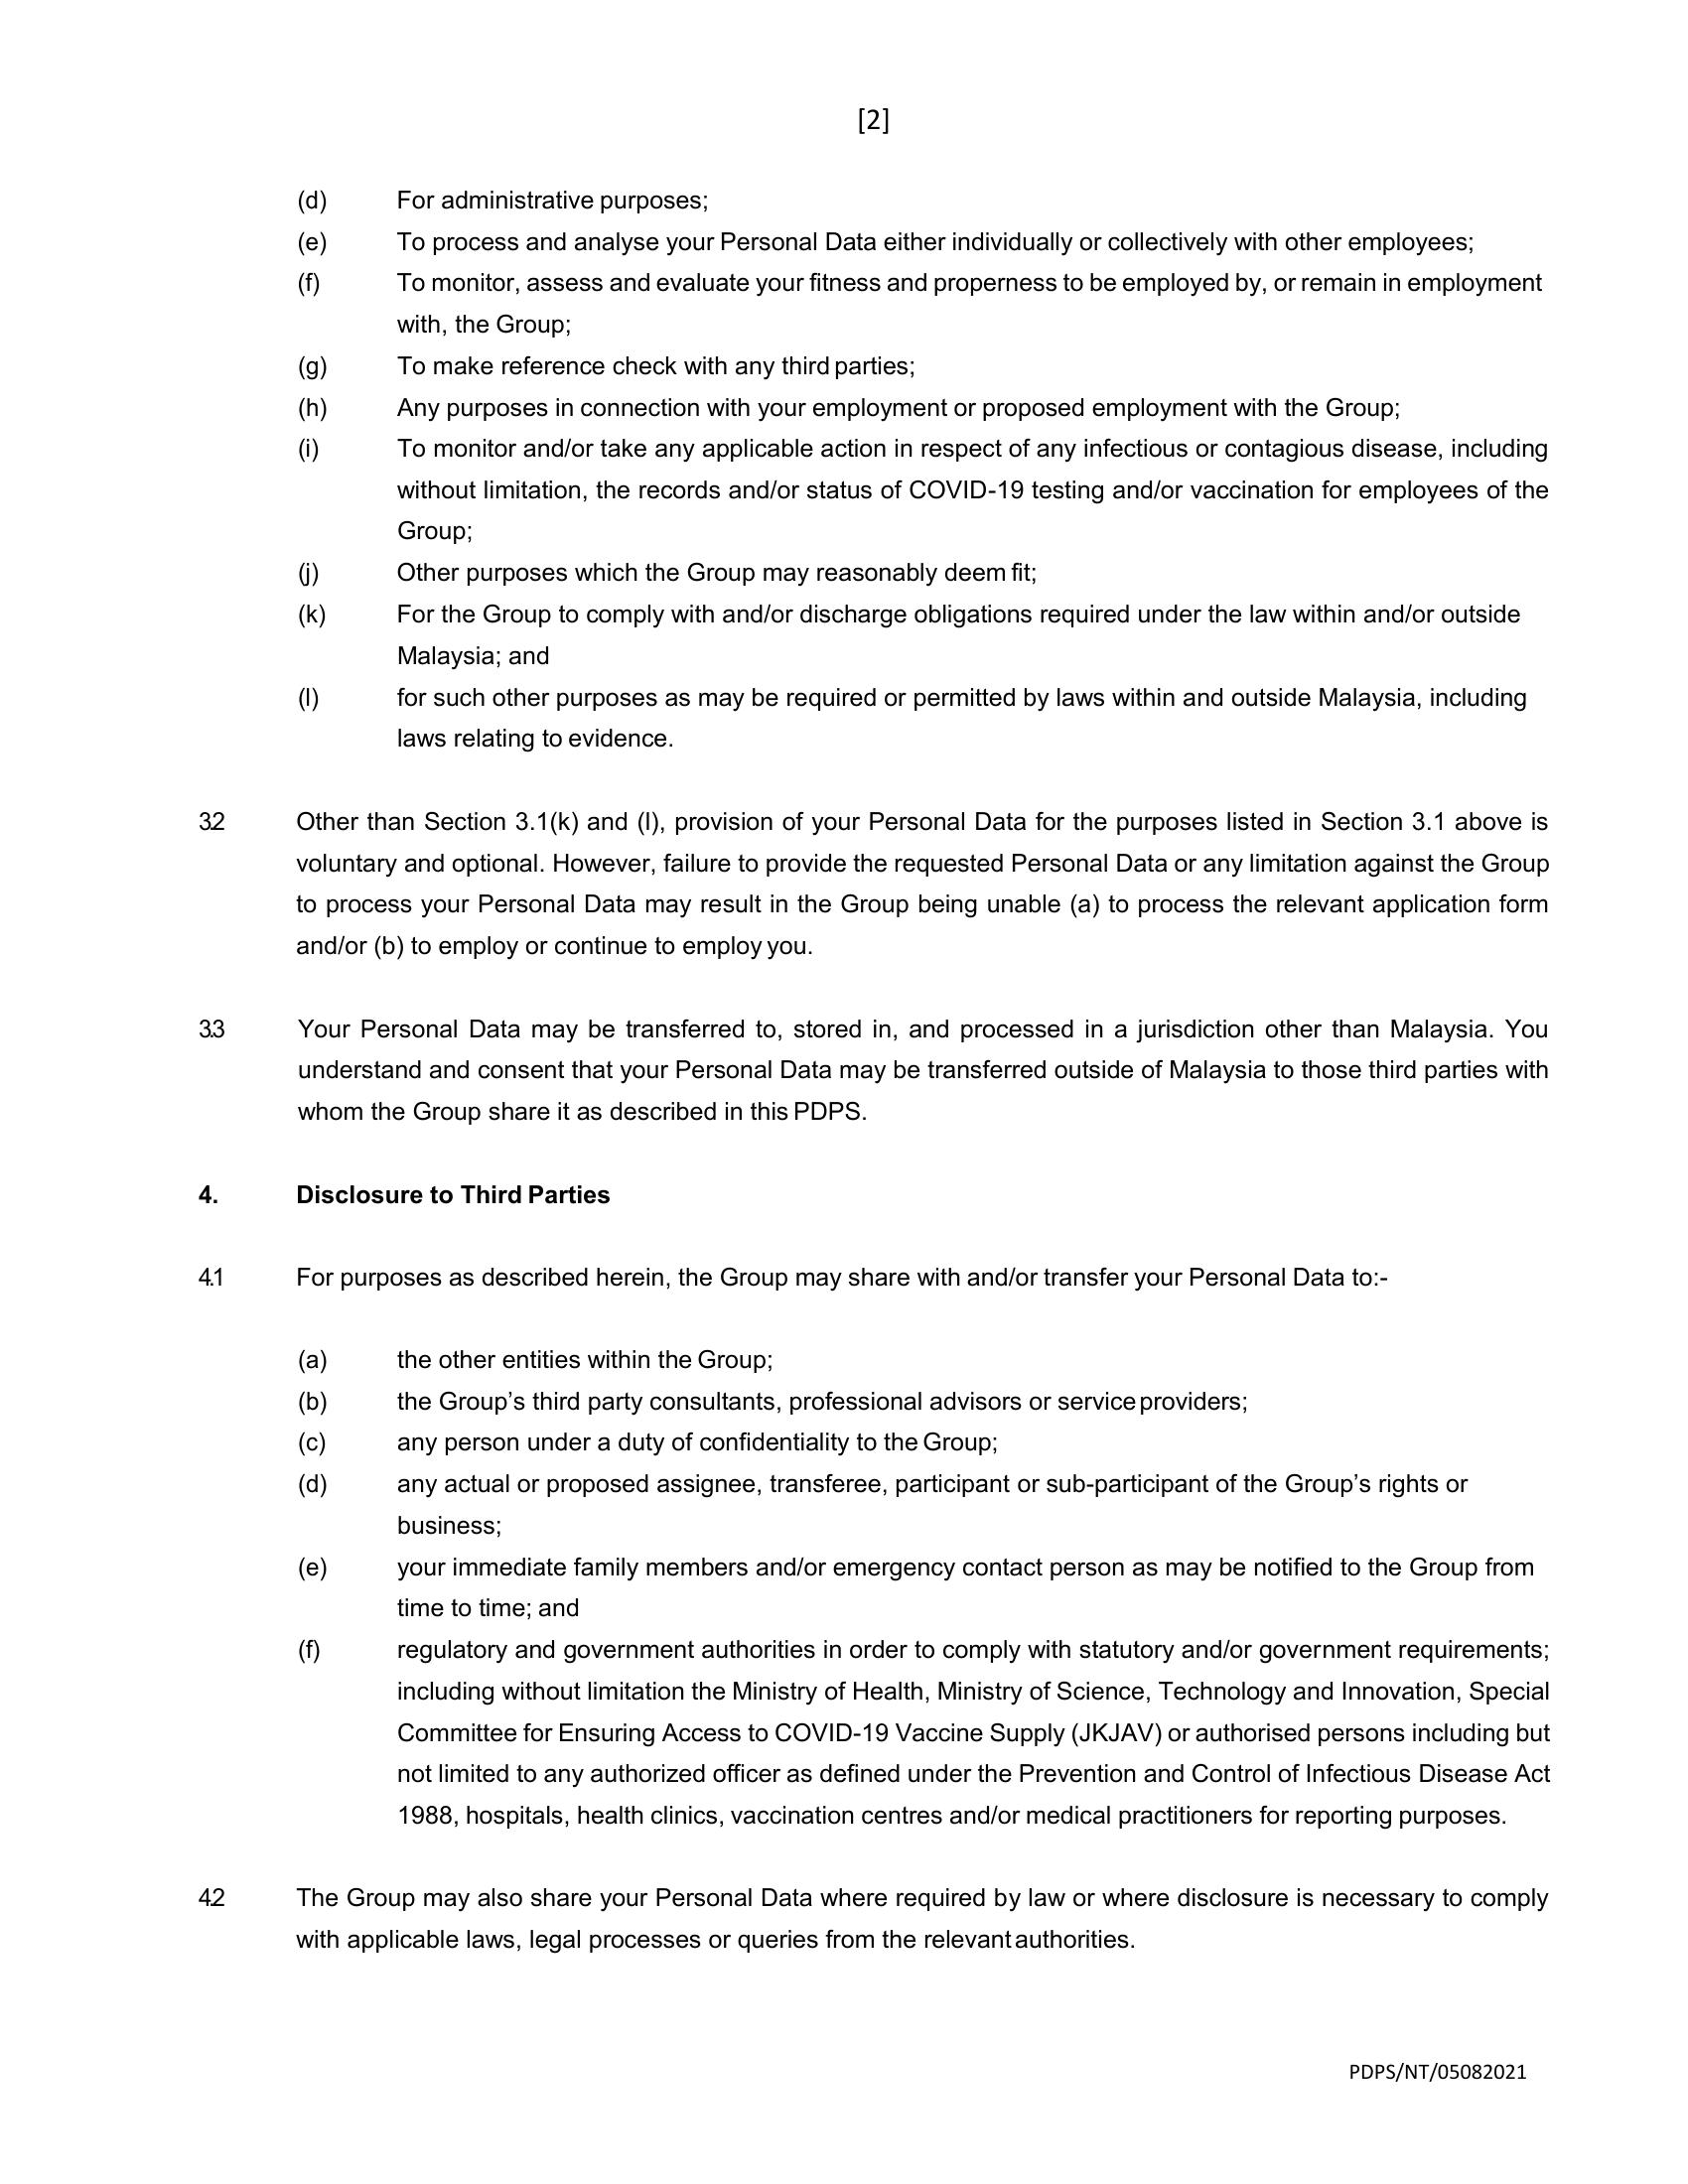 [2]
(d) For administrative purposes;
(e) To process and analyse your Personal Data either individually or collectively with other employees;
(f) To monitor, assess and evaluate your fitness and properness to be employed by, or remain in employment
with, the Group;
(g) To make reference check with any third parties;
(h) Any purposes in connection with your employment or proposed employment with the Group;
(i) To monitor and/or take any applicable action in respect of any infectious or contagious disease, including
without limitation, the records and/or status of COVID-19 testing and/or vaccination for employees of the
Group;
(j) Other purposes which the Group may reasonably deem fit;
(k) For the Group to comply with and/or discharge obligations required under the law within and/or outside
Malaysia; and
(l) for such other purposes as may be required or permitted by laws within and outside Malaysia, including
laws relating to evidence.
3.2 Other than Section 3.1(k) and (l), provision of your Personal Data for the purposes listed in Section 3.1 above is
voluntary and optional. However, failure to provide the requested Personal Data or any limitation against the Group
to process your Personal Data may result in the Group being unable (a) to process the relevant application form
and/or (b) to employ or continue to employ you.
3.3 Your Personal Data may be transferred to, stored in, and processed in a jurisdiction other than Malaysia. You
understand and consent that your Personal Data may be transferred outside of Malaysia to those third parties with
whom the Group share it as described in this PDPS.
4. Disclosure to Third Parties
4.1 For purposes as described herein, the Group may share with and/or transfer your Personal Data to:-
(a) the other entities within the Group;
(b) the Group’s third party consultants, professional advisors or service providers;
(c) any person under a duty of confidentiality to the Group;
(d) any actual or proposed assignee, transferee, participant or sub-participant of the Group’s rights or
business;
(e) your immediate family members and/or emergency contact person as may be notified to the Group from
time to time; and
(f) regulatory and government authorities in order to comply with statutory and/or government requirements;
including without limitation the Ministry of Health, Ministry of Science, Technology and Innovation, Special
Committee for Ensuring Access to COVID-19 Vaccine Supply (JKJAV) or authorised persons including but
not limited to any authorized officer as defined under the Prevention and Control of Infectious Disease Act
1988, hospitals, health clinics, vaccination centres and/or medical practitioners for reporting purposes.
4.2 The Group may also share your Personal Data where required by law or where disclosure is necessary to comply
with applicable laws, legal processes or queries from the relevant authorities.
PDPS/NT/05082021